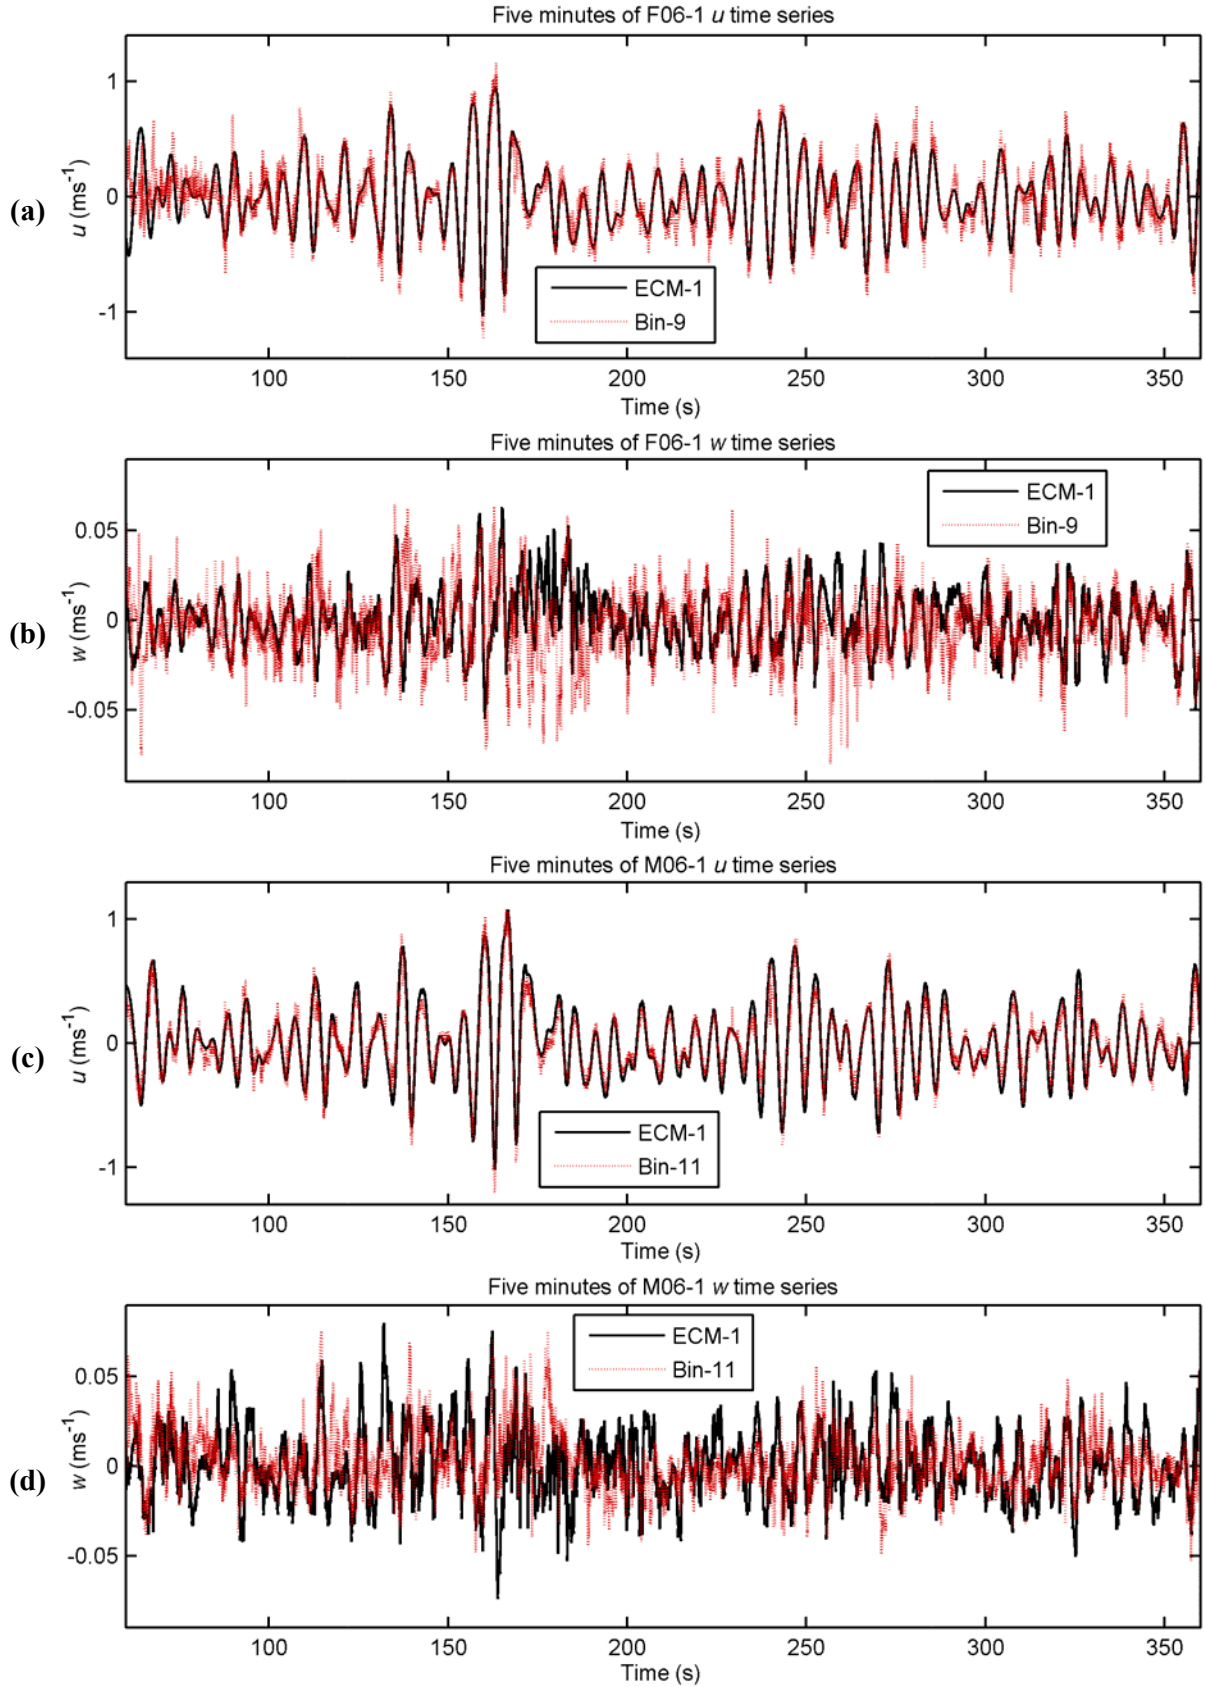 Five minutes of F06-1 u time series
(a)
u (ms-1)
1
0
-1
ECM-1
Bin-9
100 150 200 250 300 350
Time (s)
Five minutes of F06-1 w time series
(b)
w (ms-1)
0.05
0
-0.05
ECM-1
Bin-9
100 150 200 250 300 350
Time (s)
Five minutes of M06-1 u time series
(c)
u (ms-1)
1
0
-1
ECM-1
Bin-11
100 150 200 250 300 350
Time (s)
Five minutes of M06-1 w time series
(d)
w (ms-1)
0.05
0
-0.05
ECM-1
Bin-11
100 150 200 250 300 350
Time (s)